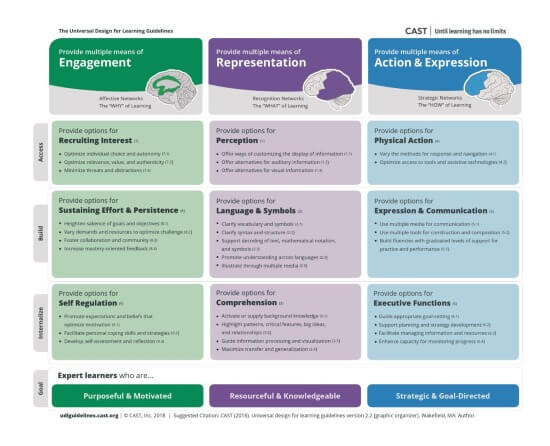 The Universal Design for Learning Guidelines
CAST | Until learning has no limits
Provide multiple means of
Engagement
Affective Networks
The "WHY" of Learning
Provide multiple means of
Representation
Recognition Networks
The "WHAT" of Learning
Provide multiple means of
Action & Expression
Strategic Networks
The "HOW" of Learning
Access
Provide options for
Recruiting Interest (7)
• Optimize individual choice and autonomy (7.1)
• Optimize relevance, value, and authenticity (7.2)
• Minimize threats and distractions (7.3)
Provide options for
Perception (1)
• Offer ways of customizing the display of information (1.1)
• Offer alternatives for auditory information (1.2)
• Offer alternatives for visual information (1.3)
Provide options for
Physical Action (4)
• Vary the methods for response and navigation (4.1)
• Optimize access to tools and assistive technologies (4.2)
Build
Provide options for
Sustaining Effort & Persistence (8)
• Heighten salience of goals and objectives (8.1)
• Vary demands and resources to optimize challenge (8.2)
• Foster collaboration and community (8.3)
• Increase mastery-oriented feedback (8.4)
Provide options for
Language & Symbols (2)
• Clarify vocabulary and symbols (2.1)
• Clarify syntax and structure (2.2)
• Support decoding of text, mathematical notation,
and symbols (2.3)
• Promote understanding across languages (2.4)
• Illustrate through multiple media (2.5)
Provide options for
Expression & Communication (5)
• Use multiple media for communication (5.1)
• Use multiple tools for construction and composition (5.2)
• Build fluencies with graduated levels of support for
practice and performance (5.3)
Internalize
Provide options for
Self Regulation (9)
• Promote expectations and beliefs that
optimize motivation (9.1)
• Facilitate personal coping skills and strategies (9.2)
• Develop self-assessment and reflection (9.3)
Provide options for
Comprehension (3)
• Activate or supply background knowledge (3.1)
• Highlight patterns, critical features, big ideas,
and relationships (3.2)
• Guide information processing and visualization (3.3)
• Maximize transfer and generalization (3.4)
Provide options for
Executive Functions (6)
• Guide appropriate goal-setting (6.1)
• Support planning and strategy development (6.2)
• Facilitate managing information and resources (6.3)
• Enhance capacity for monitoring progress (6.4)
Goal
Expert learners who are...
Purposeful & Motivated
Resourceful & Knowledgeable
Strategic & Goal-Directed
udlguidelines.cast.org | © CAST, Inc. 2018 | Suggested Citation: CAST (2018). Universal design for learning guidelines version 2.2 [graphic organizer]. Wakefield, MA: Author.